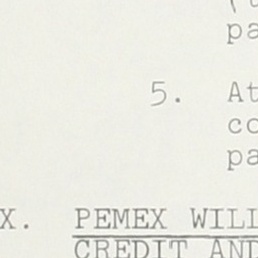 pa
5. At
co
pa
X. PEMEX WILL
CREDIT AND